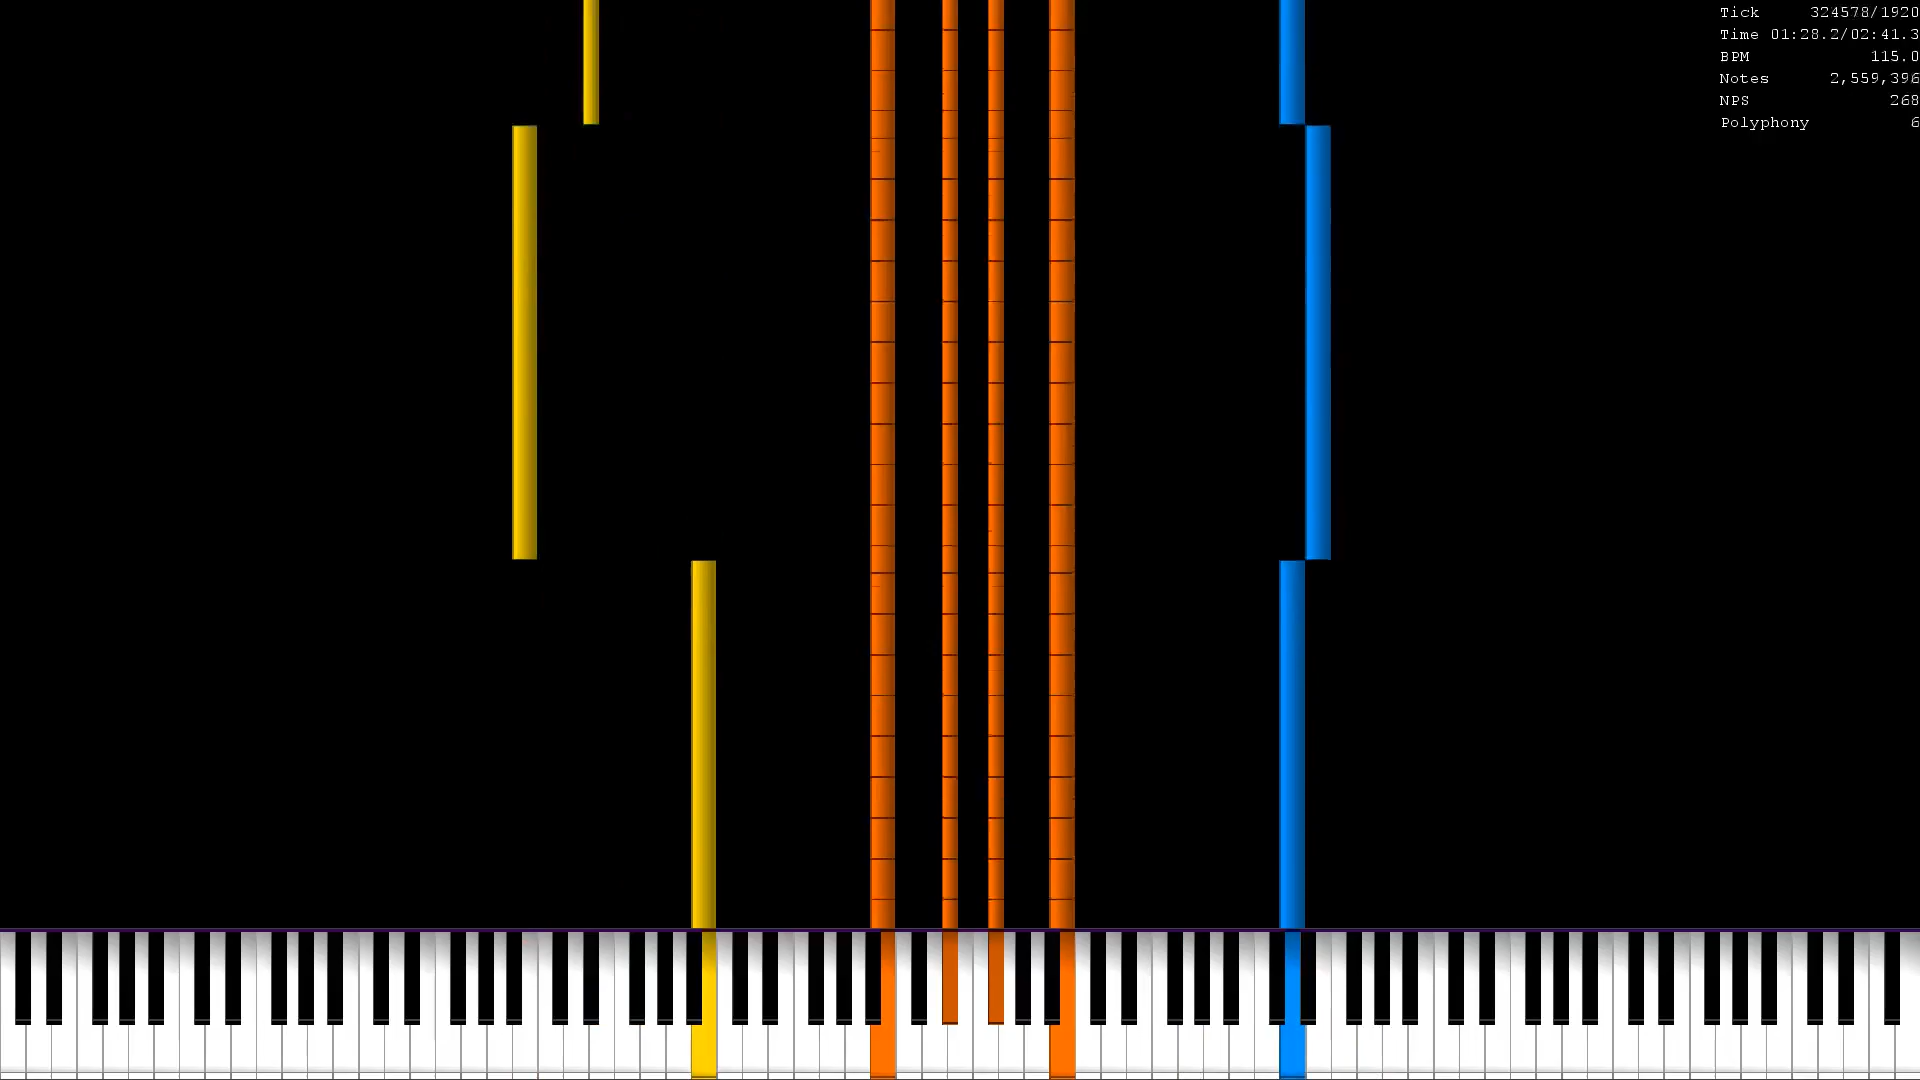 Tick 324578/1920
Time 01:28.2/02:41.3
BPM 115.0
Notes 2,559,396
NPS 268
Polyphony 6